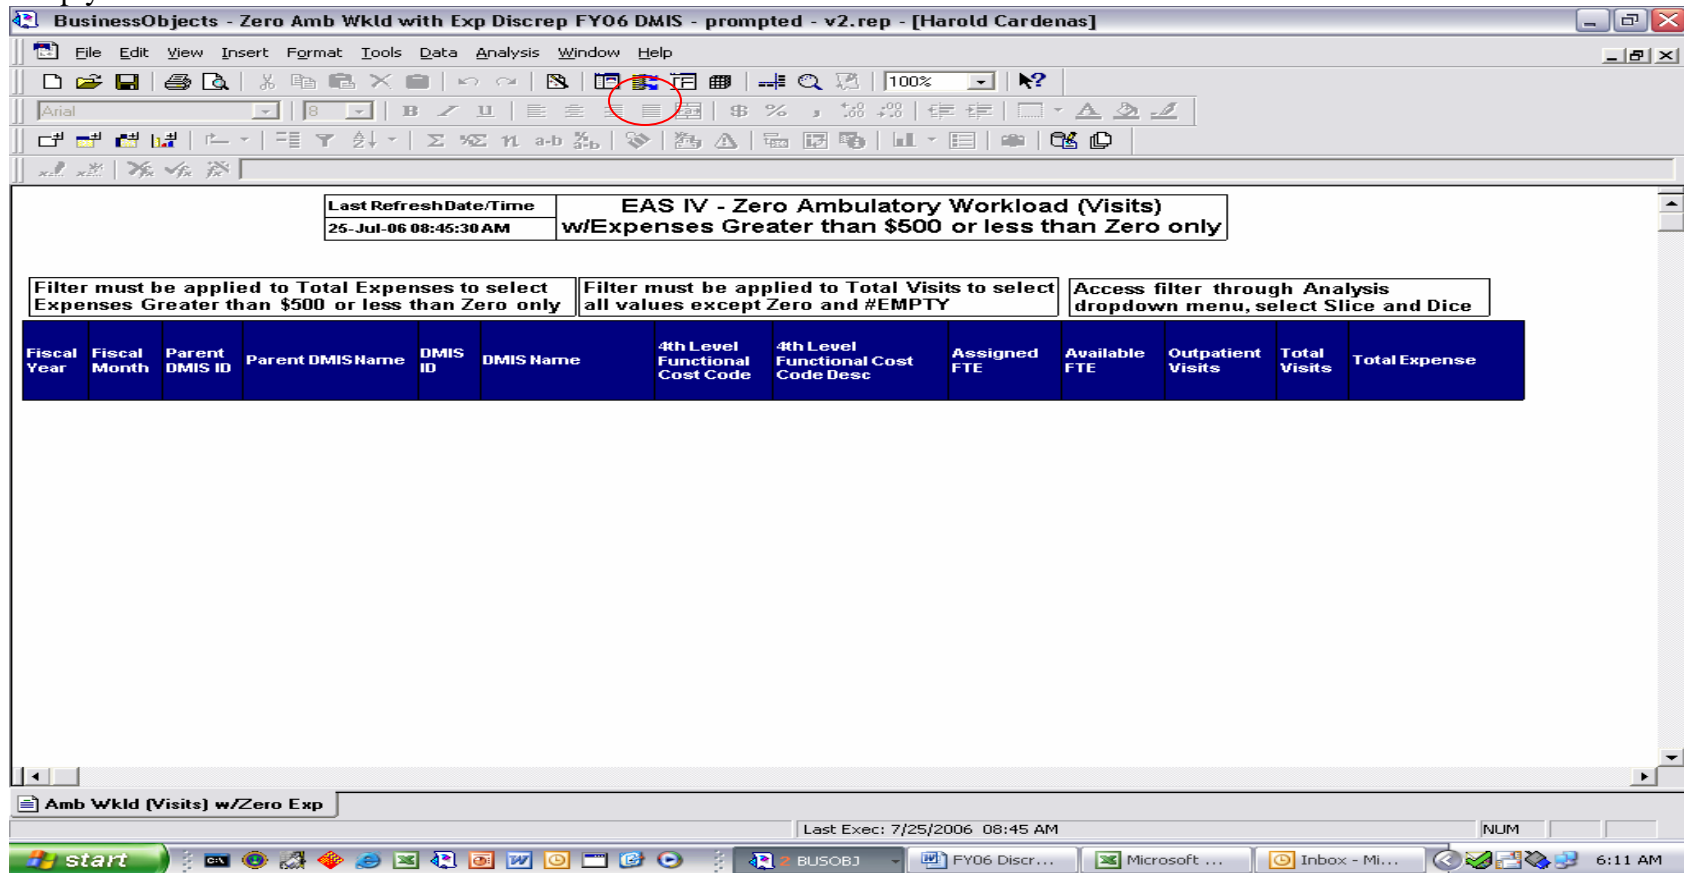 BusinessObjects - Zero Amb Wkld with Exp Discrep FY06 DMIS - prompted - v2.rep - [Harold Cardenas]
File Edit View Insert Format Tools Data Analysis Window Help
100%
Arial 8 B U $ % ,
Last RefreshDate/Time
25-Jul-06 08:45:30 AM
EAS IV - Zero Ambulatory Workload (Visits)
w/Expenses Greater than $500 or less than Zero only
Filter must be applied to Total Expenses to select
Expenses Greater than $500 or less than Zero only
Filter must be applied to Total Visits to select
all values except Zero and #EMPTY
Access filter through Analysis
dropdown menu, select Slice and Dice
Fiscal Year
Fiscal Month
Parent DMIS ID
Parent DMIS Name
DMIS ID
DMIS Name
4th Level Functional Cost Code
4th Level Functional Cost Code Desc
Assigned FTE
Available FTE
Outpatient Visits
Total Visits
Total Expense
Amb Wkld (Visits) w/Zero Exp
Last Exec: 7/25/2006 08:45 AM
NUM
start
2 BUSOBJ
FY06 Discr...
Microsoft ...
Inbox - Mi...
6:11 AM